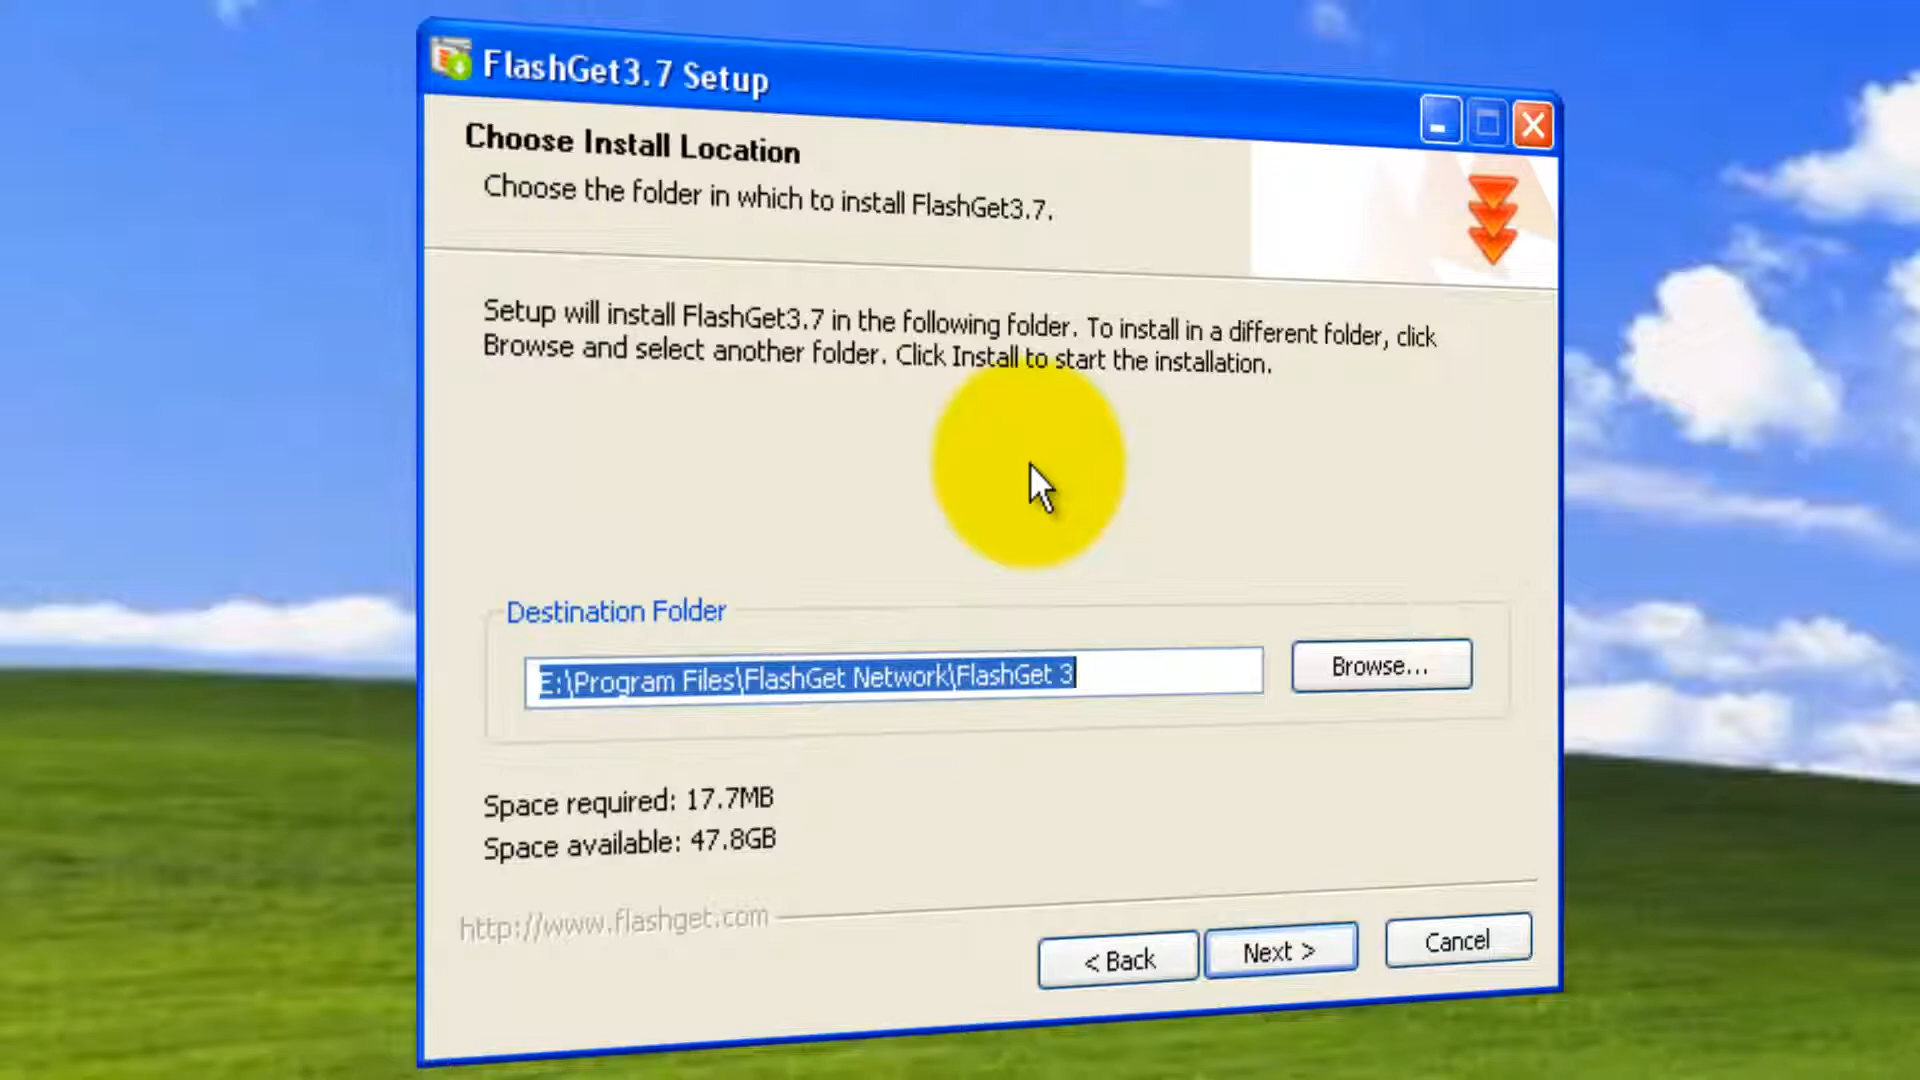 FlashGet3.7 Setup
Choose Install Location
Choose the folder in which to install FlashGet3.7.
Setup will install FlashGet3.7 in the following folder. To install in a different folder, click
Browse and select another folder. Click Install to start the installation.
Destination Folder
E:\Program Files\FlashGet Network\FlashGet 3
Browse...
Space required: 17.7MB
Space available: 47.8GB
http://www.flashget.com
< Back
Next >
Cancel